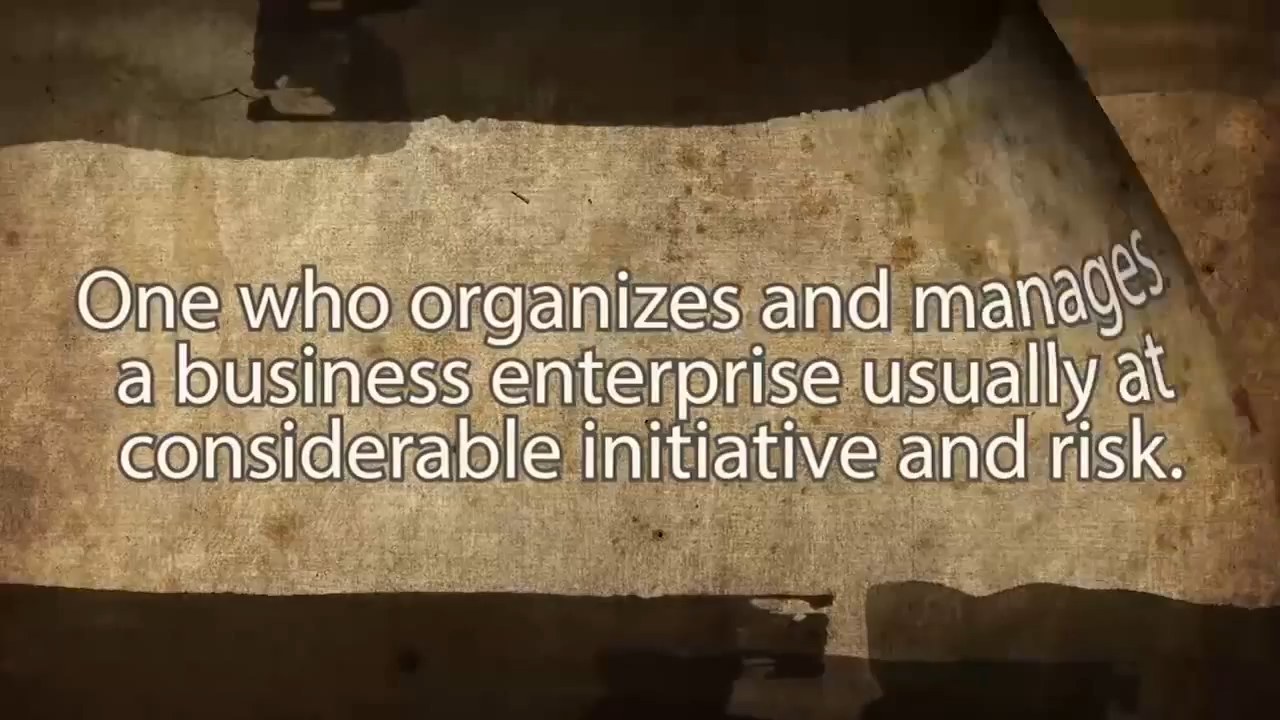 One who organizes and manages
a business enterprise usually at
considerable initiative and risk.